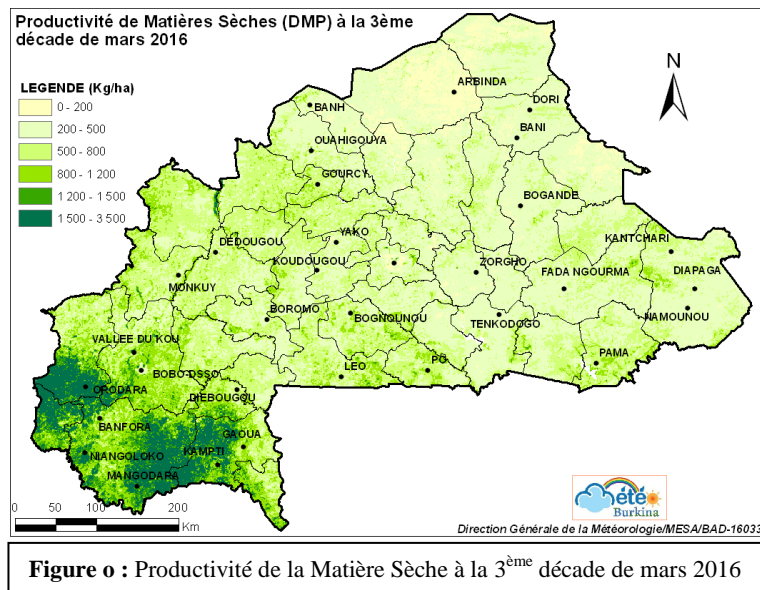 Productivité de Matières Sèches (DMP) à la 3ème
décade de mars 2016
LEGENDE (Kg/ha)
0 - 200
200 - 500
500 - 800
800 - 1 200
1 200 - 1 500
1 500 - 3 500
N
ARBINDA
BANH
DORI
BANI
OUAHIGOUYA
GOURCY
BOGANDE
YAKO
DEDOUGOU
KANTCHARI
KOUDOUGOU
ZORGHO
FADA NGOURMA
DIAPAGA
MONKUY
BOROMO
BOGNOUNOU
TENKODOGO
NAMOUNOU
VALLEE DU KOU
BOBO-DSSO
LEO
PÔ
PAMA
ORODARA
DIEBOUGOU
BANFORA
GAOUA
NIANGOLOKO
KAMPTI
MANGODARA
0 50 100 200
Km
Météo
Burkina
Direction Générale de la Météorologie/MESA/BAD-16033
Figure o : Productivité de la Matière Sèche à la 3ème décade de mars 2016